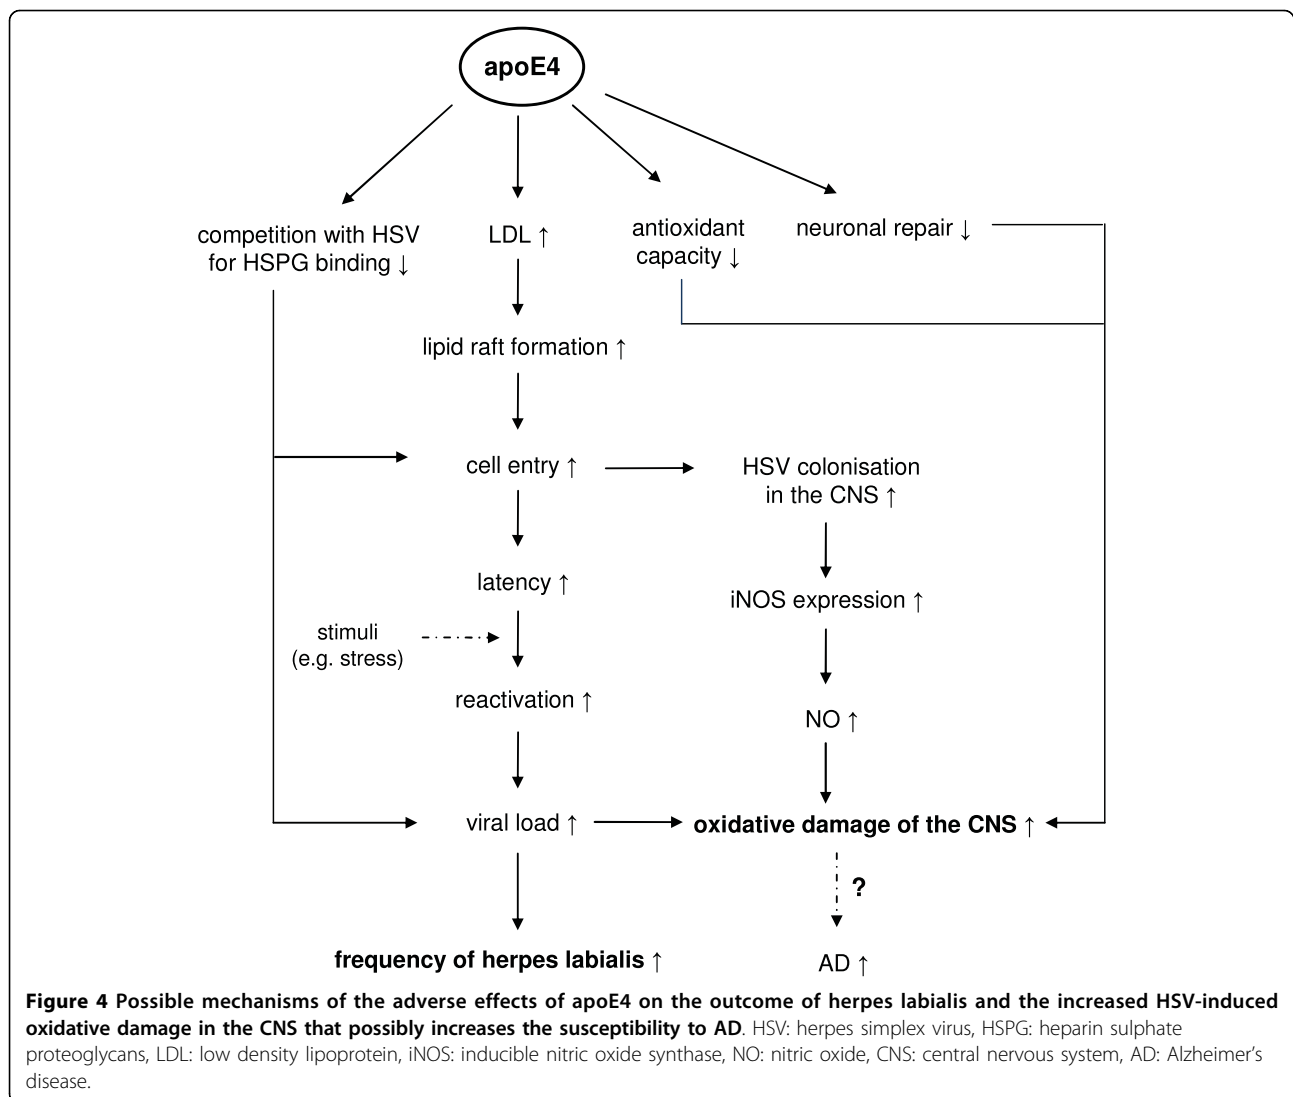 apoE4
competition with HSV
for HSPG binding ↓
LDL ↑
antioxidant
capacity ↓
neuronal repair ↓
lipid raft formation ↑
cell entry ↑
HSV colonisation
in the CNS ↑
latency ↑
iNOS expression ↑
stimuli
(e.g. stress)
reactivation ↑
NO ↑
viral load ↑
oxidative damage of the CNS ↑
?
frequency of herpes labialis ↑
AD ↑
Figure 4 Possible mechanisms of the adverse effects of apoE4 on the outcome of herpes labialis and the increased HSV-induced
oxidative damage in the CNS that possibly increases the susceptibility to AD. HSV: herpes simplex virus, HSPG: heparin sulphate
proteoglycans, LDL: low density lipoprotein, iNOS: inducible nitric oxide synthase, NO: nitric oxide, CNS: central nervous system, AD: Alzheimer's
disease.